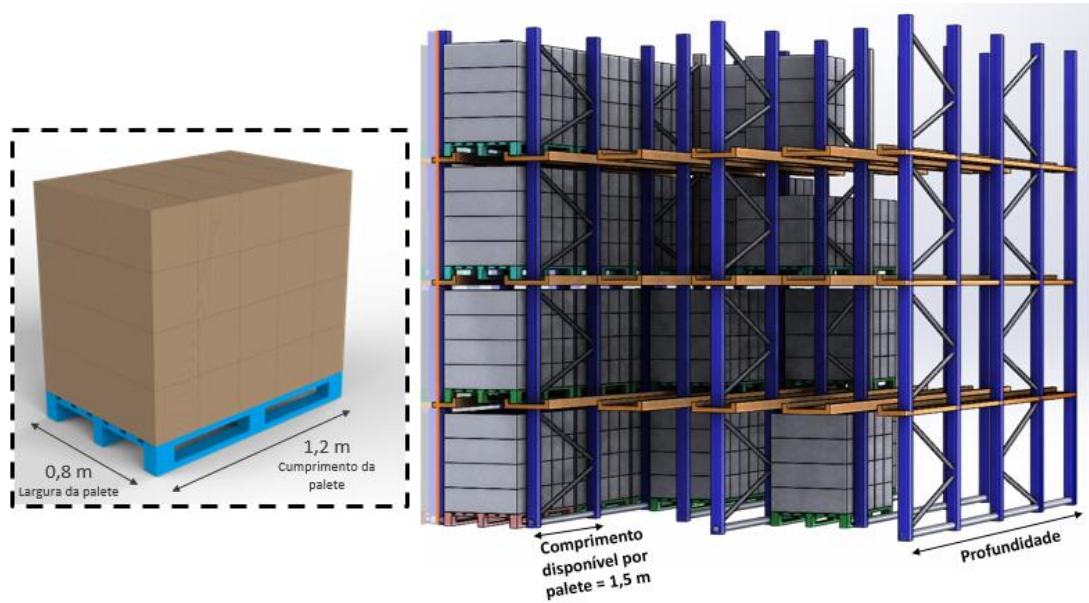 0,8 m
Largura da palete
1,2 m
Cumprimento da
palete
Comprimento
disponível por
palete = 1,5 m
Profundidade